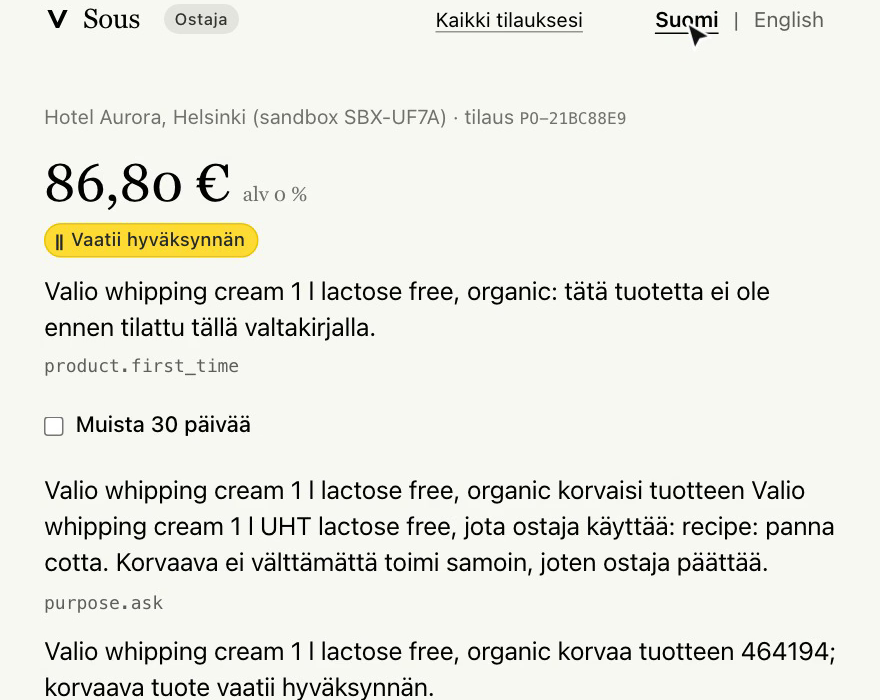 Sous Ostaja Kaikki tilauksesi Suomi | English
Hotel Aurora, Helsinki (sandbox SBX-UF7A) · tilaus PO-21BC88E9
86,80 € alv 0 %
Vaatii hyväksynnän
Valio whipping cream 1 l lactose free, organic: tätä tuotetta ei ole
ennen tilattu tällä valtakirjalla.
product.first_time
Muista 30 päivää
Valio whipping cream 1 l lactose free, organic korvaisi tuotteen Valio
whipping cream 1 l UHT lactose free, jota ostaja käyttää: recipe: panna
cotta. Korvaava ei välttämättä toimi samoin, joten ostaja päättää.
purpose.ask
Valio whipping cream 1 l lactose free, organic korvaa tuotteen 464194;
korvaava tuote vaatii hyväksynnän.